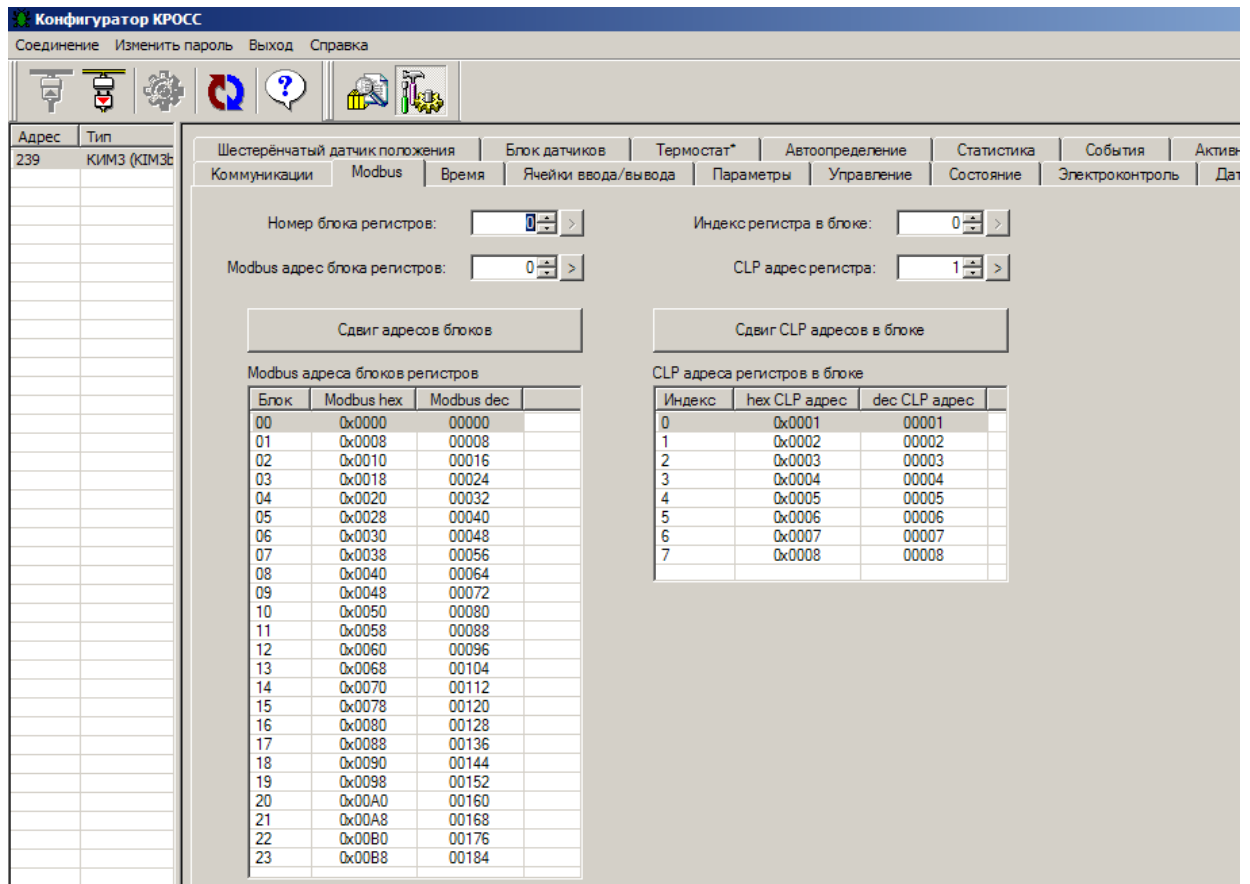 Конфигуратор КРОСС
Соединение Изменить пароль Выход Справка
Адрес Тип
239 КИМ3 (KIM3b
Шестерёнчатый датчик положения Блок датчиков Термостат* Автоопределение Статистика События Активн
Коммуникации Modbus Время Ячейки ввода/вывода Параметры Управление Состояние Электроконтроль Дат
Номер блока регистров: 0 > Индекс регистра в блоке: 0 >
Modbus адрес блока регистров: 0 > CLP адрес регистра: 1 >
Сдвиг адресов блоков Сдвиг CLP адресов в блоке
Modbus адреса блоков регистров
Блок Modbus hex Modbus dec
00 0x0000 00000
01 0x0008 00008
02 0x0010 00016
03 0x0018 00024
04 0x0020 00032
05 0x0028 00040
06 0x0030 00048
07 0x0038 00056
08 0x0040 00064
09 0x0048 00072
10 0x0050 00080
11 0x0058 00088
12 0x0060 00096
13 0x0068 00104
14 0x0070 00112
15 0x0078 00120
16 0x0080 00128
17 0x0088 00136
18 0x0090 00144
19 0x0098 00152
20 0x00A0 00160
21 0x00A8 00168
22 0x00B0 00176
23 0x00B8 00184
CLP адреса регистров в блоке
Индекс hex CLP адрес dec CLP адрес
0 0x0001 00001
1 0x0002 00002
2 0x0003 00003
3 0x0004 00004
4 0x0005 00005
5 0x0006 00006
6 0x0007 00007
7 0x0008 00008